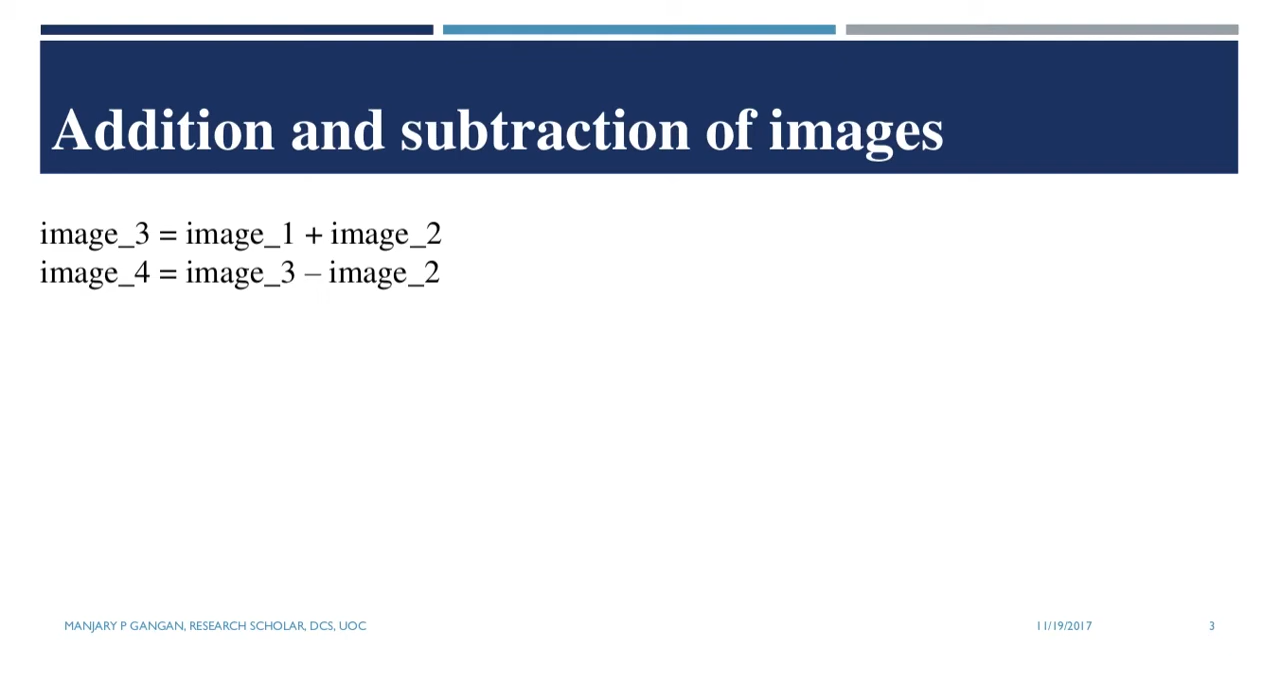 Addition and subtraction of images
image_3 = image_1 + image_2
image_4 = image_3 – image_2
MANJARY P GANGAN, RESEARCH SCHOLAR, DCS, UOC
11/19/2017
3